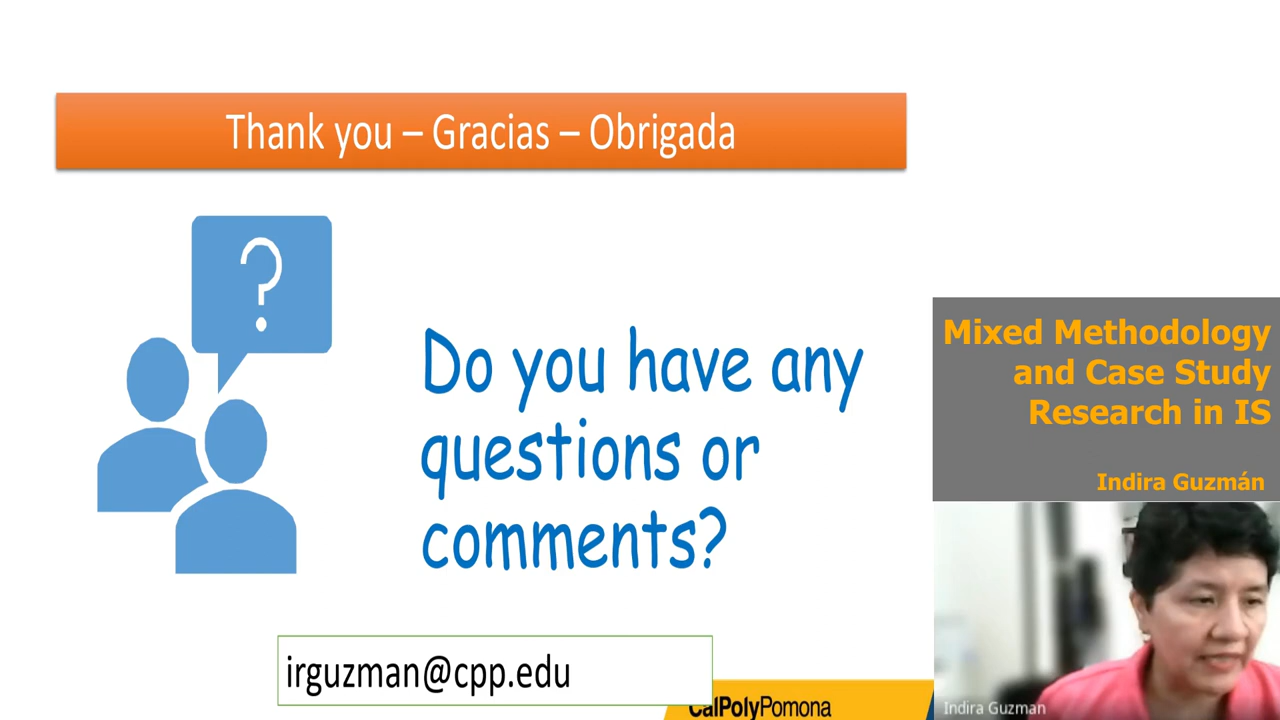 Thank you – Gracias – Obrigada
?
Do you have any
questions or
comments?
irguzman@cpp.edu
CalPolyPomona
Mixed Methodology
and Case Study
Research in IS
Indira Guzmán
Indira Guzman